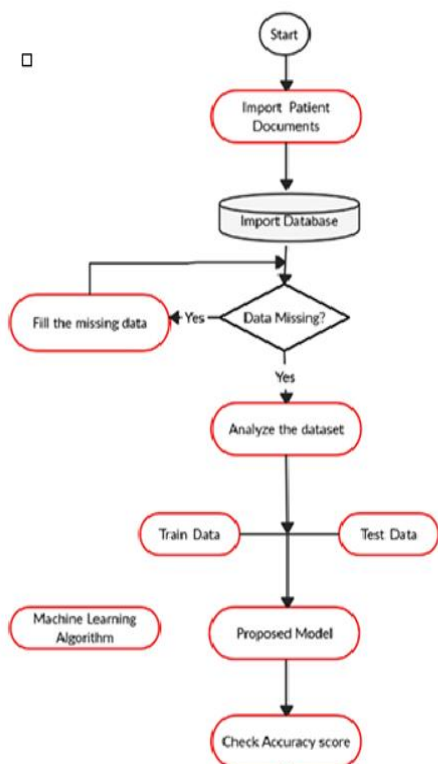 Start
Import Patient
Documents
Import Database
Fill the missing data
Yes
Data Missing?
Yes
Analyze the dataset
Train Data
Test Data
Machine Learning
Algorithm
Proposed Model
Check Accuracy score